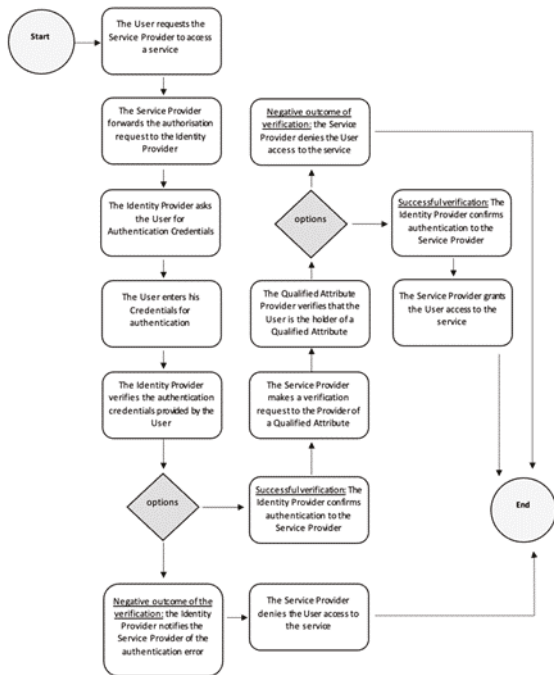 Start
The User requests the
Service Provider to access
a service
The Service Provider
forwards the authorisation
request to the Identity
Provider
The Identity Provider asks
the User for
Authentication Credentials
The User enters his
Credentials for
authentication
The Identity Provider
verifies the authentication
credentials provided by the
User
options
Negative outcome of the
verification: the Identity
Provider notifies the
Service Provider of the
authentication error
The Service Provider
denies the User access to
the service
Successful verification: The
Identity Provider confirms
authentication to the
Service Provider
The Service Provider
makes a verification
request to the Provider of
a Qualified Attribute
The Qualified Attribute
Provider verifies that the
User is the holder of a
Qualified Attribute
options
Negative outcome of
verification: the Service
Provider denies the User
access to the service
Successful verification: The
Identity Provider confirms
authentication to the
Service Provider
The Service Provider grants
the User access to the
service
End